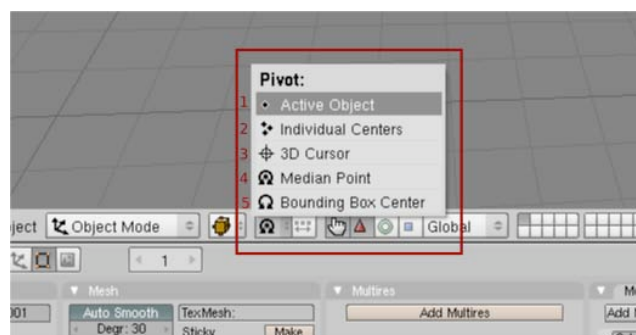 Pivot:
1 Active Object
2 Individual Centers
3 3D Cursor
4 Median Point
5 Bounding Box Center
ject Object Mode Global
1
Mesh Multires M
001 Auto Smooth TexMesh: Add Multires Add
Degr: 30 Sticky Make